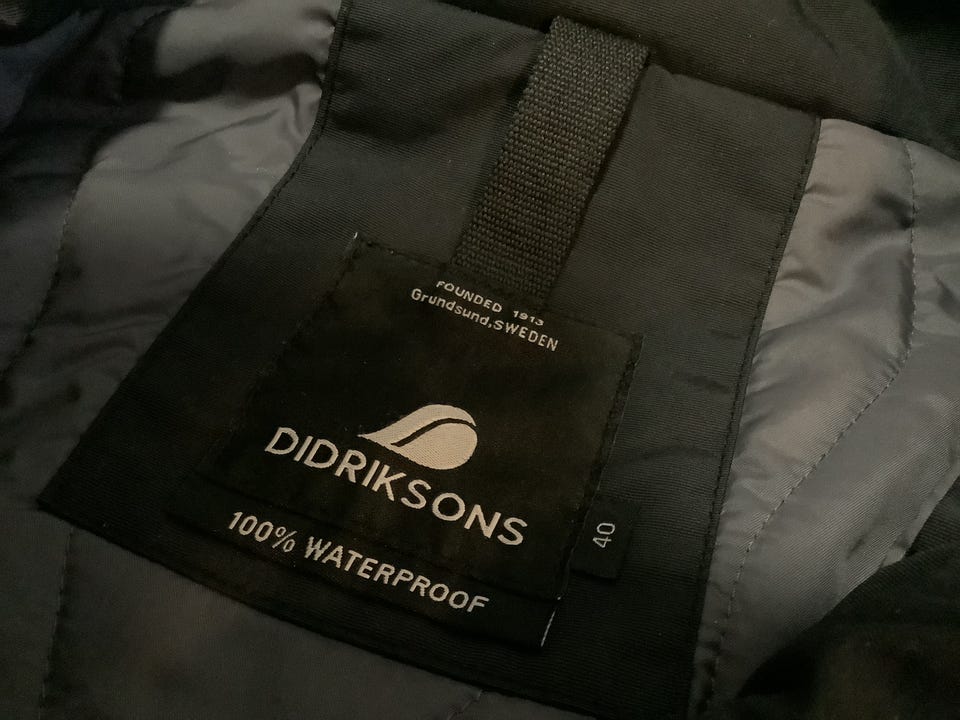 FOUNDED 1913
Grundsund,SWEDEN
DIDRIKSONS
100% WATERPROOF
40